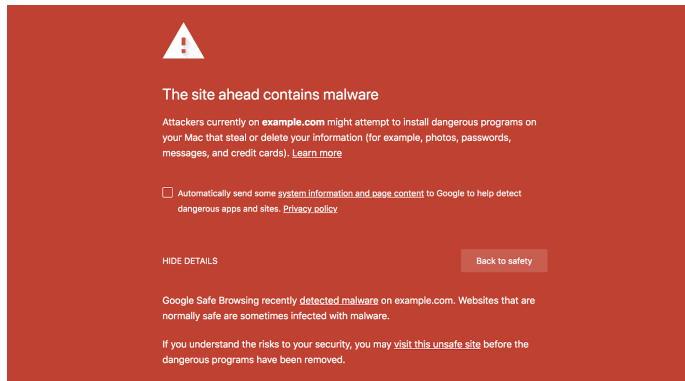 The site ahead contains malware
Attackers currently on example.com might attempt to install dangerous programs on
your Mac that steal or delete your information (for example, photos, passwords,
messages, and credit cards). Learn more
Automatically send some system information and page content to Google to help detect
dangerous apps and sites. Privacy policy
HIDE DETAILS
Back to safety
Google Safe Browsing recently detected malware on example.com. Websites that are
normally safe are sometimes infected with malware.
If you understand the risks to your security, you may visit this unsafe site before the
dangerous programs have been removed.